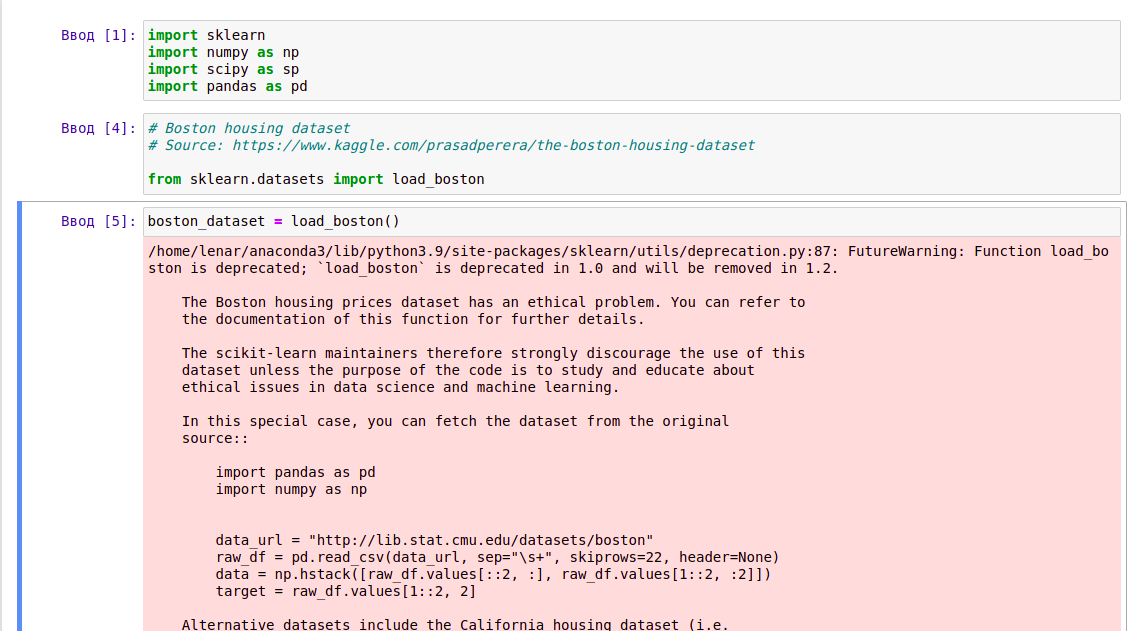 Ввод [1]: import sklearn
import numpy as np
import scipy as sp
import pandas as pd
Ввод [4]: # Boston housing dataset
# Source: https://www.kaggle.com/prasadperera/the-boston-housing-dataset
from sklearn.datasets import load_boston
Ввод [5]: boston_dataset = load_boston()
/home/lenar/anaconda3/lib/python3.9/site-packages/sklearn/utils/deprecation.py:87: FutureWarning: Function load_bo
ston is deprecated; `load_boston` is deprecated in 1.0 and will be removed in 1.2.
The Boston housing prices dataset has an ethical problem. You can refer to
the documentation of this function for further details.
The scikit-learn maintainers therefore strongly discourage the use of this
dataset unless the purpose of the code is to study and educate about
ethical issues in data science and machine learning.
In this special case, you can fetch the dataset from the original
source::
import pandas as pd
import numpy as np
data_url = "http://lib.stat.cmu.edu/datasets/boston"
raw_df = pd.read_csv(data_url, sep="\s+", skiprows=22, header=None)
data = np.hstack([raw_df.values[::2, :], raw_df.values[1::2, :2]])
target = raw_df.values[1::2, 2]
Alternative datasets include the California housing dataset (i.e.